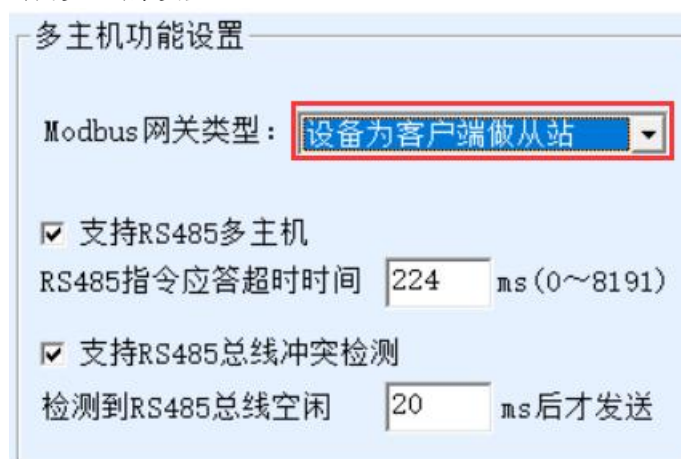 多主机功能设置
Modbus网关类型: 设备为客户端做从站
支持RS485多主机
RS485指令应答超时时间 224 ms(0~8191)
支持RS485总线冲突检测
检测到RS485总线空闲 20 ms后才发送